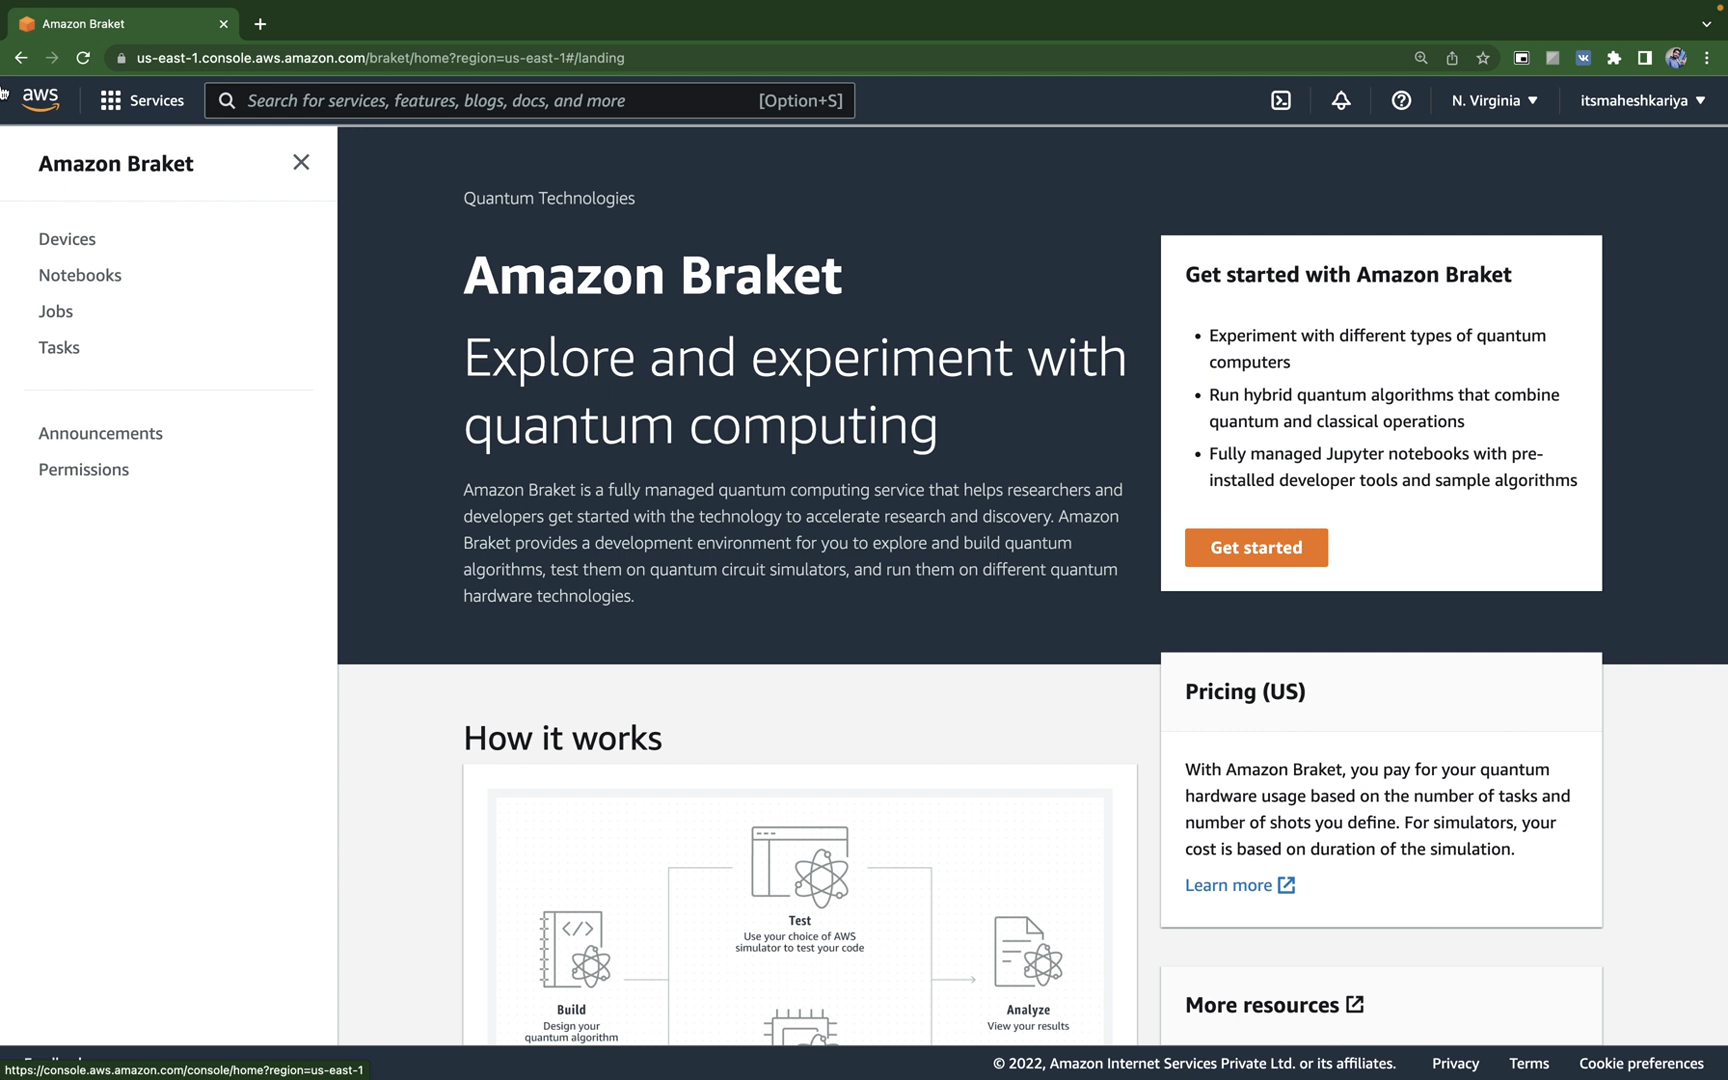 Amazon Braket
us-east-1.console.aws.amazon.com/braket/home?region=us-east-1#/landing
aws
Services
Search for services, features, blogs, docs, and more
[Option+S]
N. Virginia
itsmaheshkariya
Amazon Braket
Devices
Notebooks
Jobs
Tasks
Announcements
Permissions
Quantum Technologies
Amazon Braket
Explore and experiment with
quantum computing
Amazon Braket is a fully managed quantum computing service that helps researchers and
developers get started with the technology to accelerate research and discovery. Amazon
Braket provides a development environment for you to explore and build quantum
algorithms, test them on quantum circuit simulators, and run them on different quantum
hardware technologies.
Get started with Amazon Braket
• Experiment with different types of quantum
computers
• Run hybrid quantum algorithms that combine
quantum and classical operations
• Fully managed Jupyter notebooks with pre-
installed developer tools and sample algorithms
Get started
How it works
Test
Use your choice of AWS
simulator to test your code
Build
Design your
quantum algorithm
Analyze
View your results
Pricing (US)
With Amazon Braket, you pay for your quantum
hardware usage based on the number of tasks and
number of shots you define. For simulators, your
cost is based on duration of the simulation.
Learn more
More resources
https://console.aws.amazon.com/console/home?region=us-east-1
© 2022, Amazon Internet Services Private Ltd. or its affiliates.
Privacy
Terms
Cookie preferences